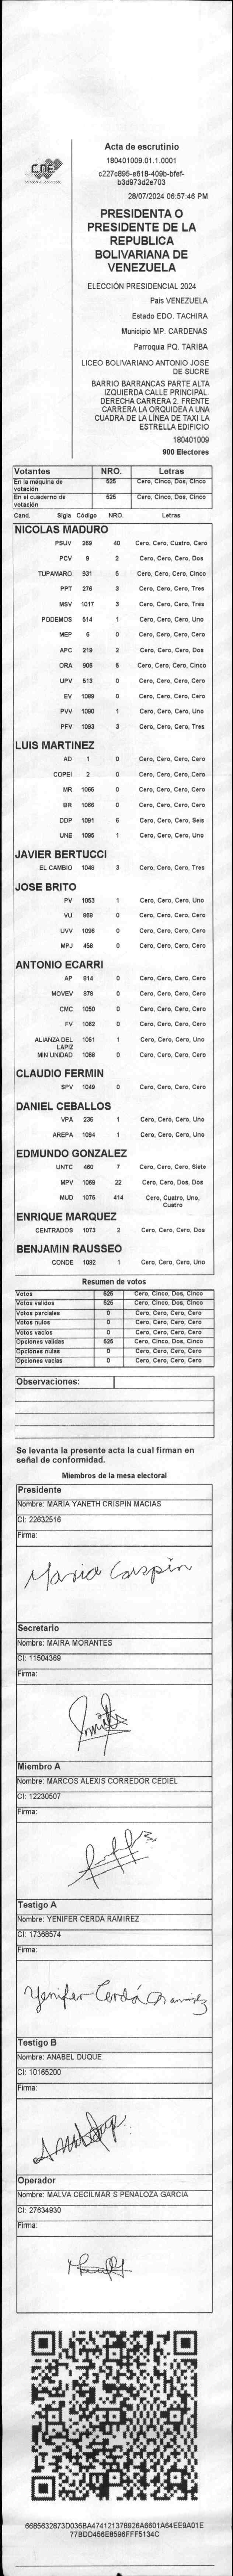 CNE
Acta de escrutinio
180401009.01.1.0001
c227c895-e618-409b-bfef-
b3d973d2e703
28/07/2024 06:57:46 PM
PRESIDENTA O
PRESIDENTE DE LA
REPUBLICA
BOLIVARIANA DE
VENEZUELA
ELECCIÓN PRESIDENCIAL 2024
Pais VENEZUELA
Estado EDO. TACHIRA
Municipio MP. CARDENAS
Parroquia PQ. TARIBA
LICEO BOLIVARIANO ANTONIO JOSE
DE SUCRE
BARRIO BARRANCAS PARTE ALTA
IZQUIERDA CALLE PRINCIPAL.
DERECHA CARRERA 2. FRENTE
CARRERA LA ORQUIDEA A UNA
CUADRA DE LA LINEA DE TAXI LA
ESTRELLA EDIFICIO
180401009
900 Electores
Votantes NRO. Letras
En la máquina de votación 525 Cero, Cinco, Dos, Cinco
En el cuaderno de votación 525 Cero, Cinco, Dos, Cinco
Cand. Sigla Código NRO. Letras
NICOLAS MADURO
PSUV 269 40 Cero, Cero, Cuatro, Cero
PCV 9 2 Cero, Cero, Cero, Dos
TUPAMARO 931 5 Cero, Cero, Cero, Cinco
PPT 276 3 Cero, Cero, Cero, Tres
MSV 1017 3 Cero, Cero, Cero, Tres
PODEMOS 514 1 Cero, Cero, Cero, Uno
MEP 6 0 Cero, Cero, Cero, Cero
APC 219 2 Cero, Cero, Cero, Dos
ORA 906 5 Cero, Cero, Cero, Cinco
UPV 513 0 Cero, Cero, Cero, Cero
EV 1089 0 Cero, Cero, Cero, Cero
PVV 1090 1 Cero, Cero, Cero, Uno
PFV 1093 3 Cero, Cero, Cero, Tres
LUIS MARTINEZ
AD 1 0 Cero, Cero, Cero, Cero
COPEI 2 0 Cero, Cero, Cero, Cero
MR 1065 0 Cero, Cero, Cero, Cero
BR 1066 0 Cero, Cero, Cero, Cero
DDP 1091 6 Cero, Cero, Cero, Seis
UNE 1095 1 Cero, Cero, Cero, Uno
JAVIER BERTUCCI
EL CAMBIO 1048 3 Cero, Cero, Cero, Tres
JOSE BRITO
PV 1053 1 Cero, Cero, Cero, Uno
VU 968 0 Cero, Cero, Cero, Cero
UVV 1096 0 Cero, Cero, Cero, Cero
MPJ 458 0 Cero, Cero, Cero, Cero
ANTONIO ECARRI
AP 814 0 Cero, Cero, Cero, Cero
MOVEV 979 0 Cero, Cero, Cero, Cero
CMC 1050 0 Cero, Cero, Cero, Cero
FV 1062 0 Cero, Cero, Cero, Cero
ALIANZA DEL LAPIZ 1051 1 Cero, Cero, Cero, Uno
MIN UNIDAD 1088 0 Cero, Cero, Cero, Cero
CLAUDIO FERMIN
SPV 1049 0 Cero, Cero, Cero, Cero
DANIEL CEBALLOS
VPA 236 1 Cero, Cero, Cero, Uno
AREPA 1094 1 Cero, Cero, Cero, Uno
EDMUNDO GONZALEZ
UNTC 460 7 Cero, Cero, Cero, Siete
MPV 1069 22 Cero, Cero, Dos, Dos
MUD 1076 414 Cero, Cuatro, Uno,
Cuatro
ENRIQUE MARQUEZ
CENTRADOS 1073 2 Cero, Cero, Cero, Dos
BENJAMIN RAUSSEO
CONDE 1092 1 Cero, Cero, Cero, Uno
Resumen de votos
Votos 525 Cero, Cinco, Dos, Cinco
Votos validos 525 Cero, Cinco, Dos, Cinco
Votos parciales 0 Cero, Cero, Cero, Cero
Votos nulos 0 Cero, Cero, Cero, Cero
Votos vacios 0 Cero, Cero, Cero, Cero
Opciones validas 525 Cero, Cinco, Dos, Cinco
Opciones nulas 0 Cero, Cero, Cero, Cero
Opciones vacias 0 Cero, Cero, Cero, Cero
Observaciones:
Se levanta la presente acta la cual firman en
señal de conformidad.
Miembros de la mesa electoral
Presidente
Nombre: MARIA YANETH CRISPIN MACIAS
CI: 22632516
Firma:
Maria Crispin
Secretario
Nombre: MAIRA MORANTES
CI: 11504369
Firma:
Miembro A
Nombre: MARCOS ALEXIS CORREDOR CEDIEL
CI: 12230507
Firma:
Testigo A
Nombre: YENIFER CERDA RAMIREZ
CI: 17368574
Firma:
Yenifer Cerdá Ramirez
Testigo B
Nombre: ANABEL DUQUE
CI: 10165200
Firma:
Operador
Nombre: MALVA CECILMAR S PEÑALOZA GARCIA
CI: 27634930
Firma:
6685632873D036BA474121378926A6601A64EE9A01E
77BDD456E8596FFF5134C